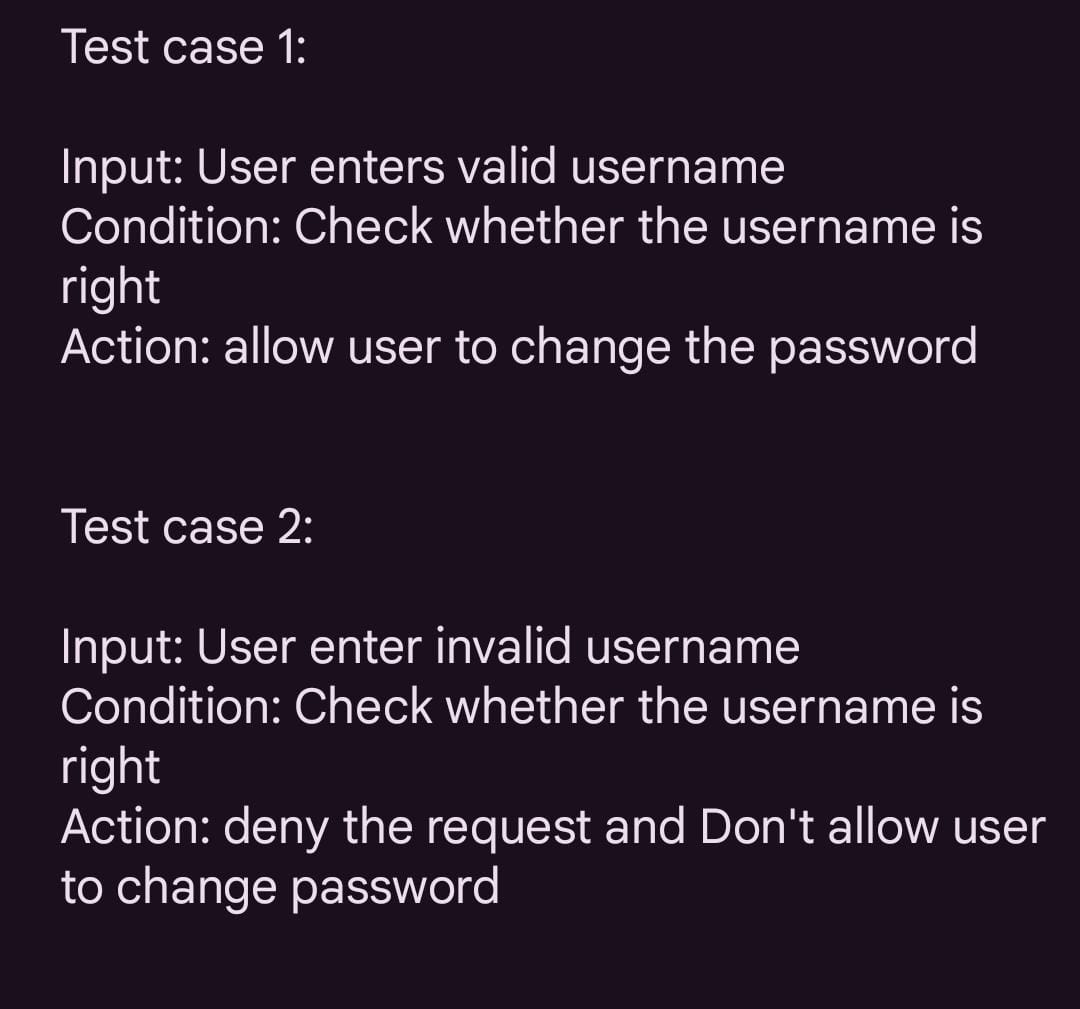 Test case 1:
Input: User enters valid username
Condition: Check whether the username is
right
Action: allow user to change the password
Test case 2:
Input: User enter invalid username
Condition: Check whether the username is
right
Action: deny the request and Don't allow user
to change password